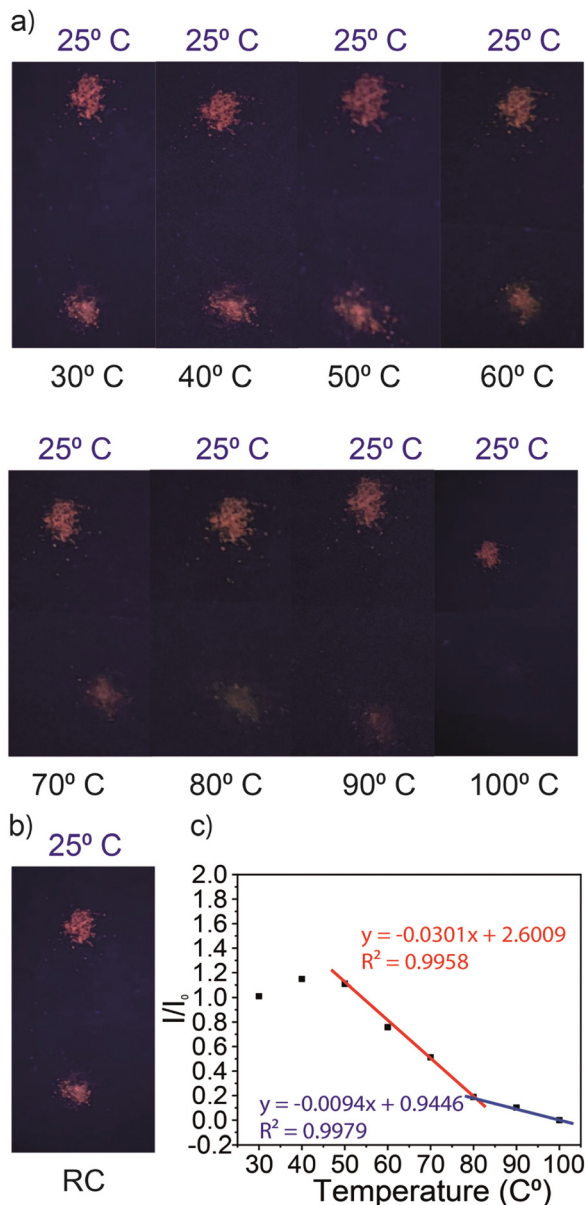 a)
25º C 25º C 25º C 25º C
30º C 40º C 50º C 60º C
25º C 25º C 25º C
70º C 80º C 90º C 100º C
b)
25º C
RC
c)
2.0
1.8
1.6
1.4
1.2
1.0
0.8
0.6
0.4
0.2
0.0
-0.2
I/I₀
y = -0.0301x + 2.6009
R² = 0.9958
y = -0.0094x + 0.9446
R² = 0.9979
30 40 50 60 70 80 90 100
Temperature (Cº)